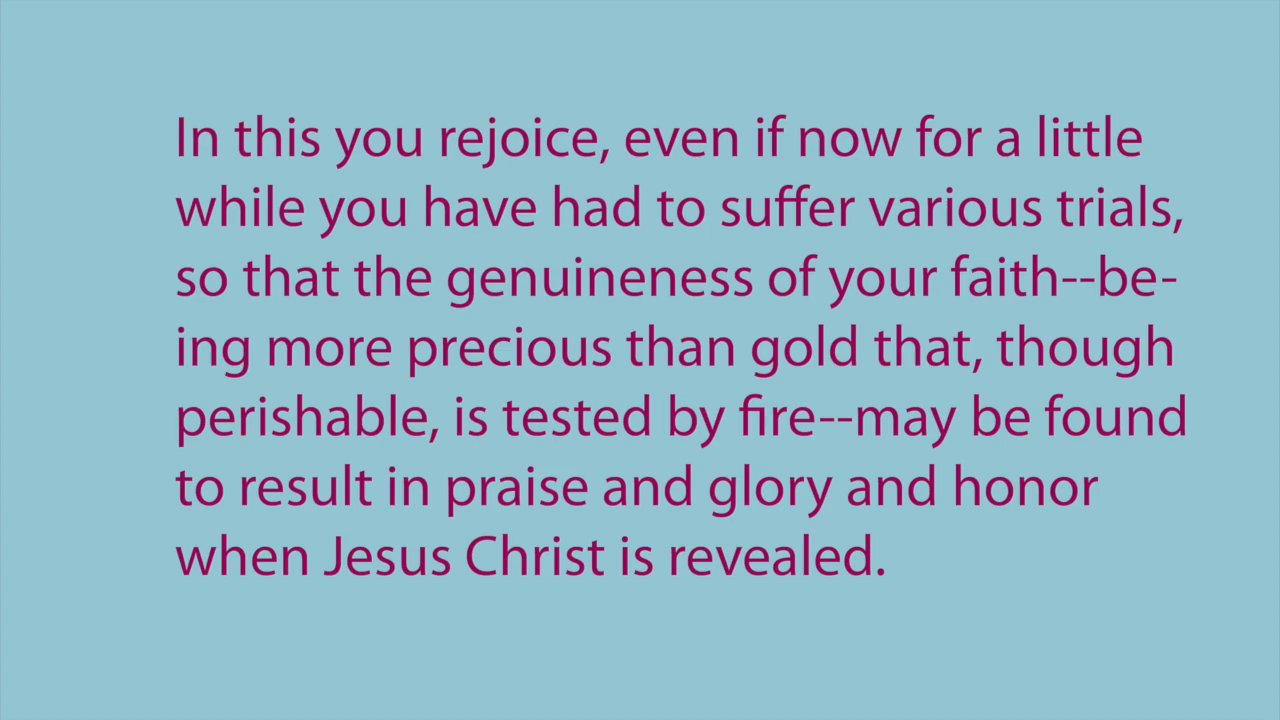 In this you rejoice, even if now for a little
while you have had to suffer various trials,
so that the genuineness of your faith--be-
ing more precious than gold that, though
perishable, is tested by fire--may be found
to result in praise and glory and honor
when Jesus Christ is revealed.